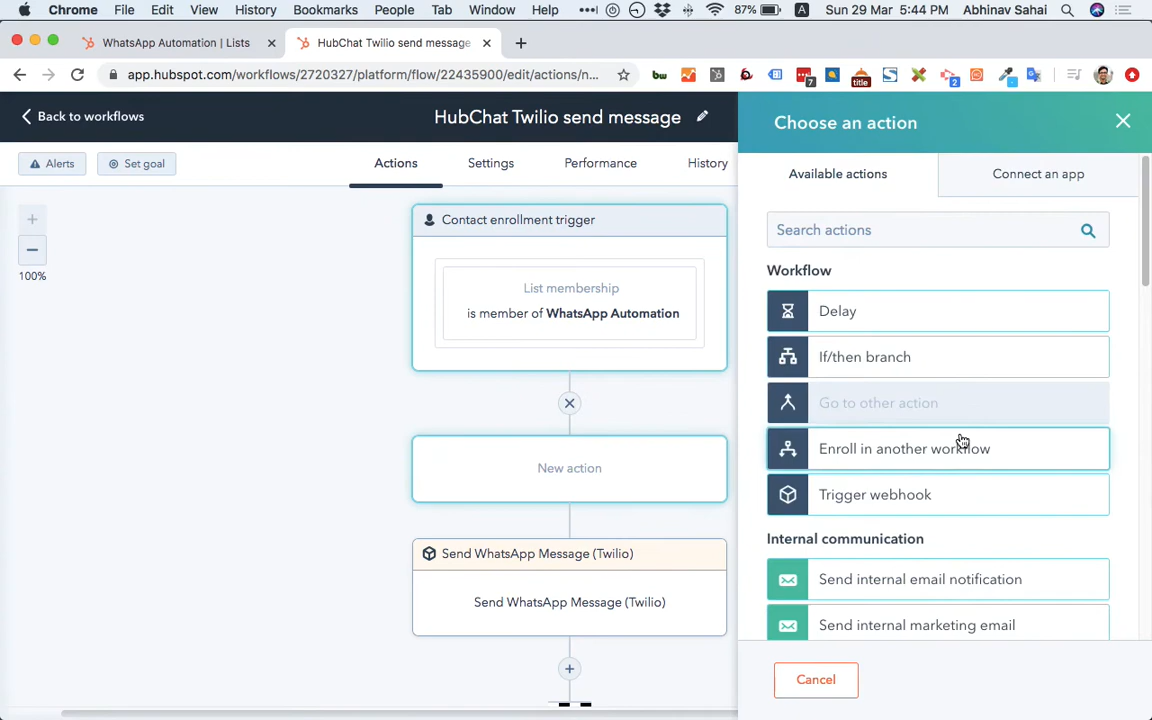 Chrome File Edit View History Bookmarks People Tab Window Help 87% A Sun 29 Mar 5:44 PM Abhinav Sahai
WhatsApp Automation | Lists
HubChat Twilio send message
app.hubspot.com/workflows/2720327/platform/flow/22435900/edit/actions/n...
bw 7 title 2
Back to workflows
HubChat Twilio send message
Alerts
Set goal
Actions
Settings
Performance
History
100%
Contact enrollment trigger
List membership
is member of WhatsApp Automation
New action
Send WhatsApp Message (Twilio)
Send WhatsApp Message (Twilio)
Choose an action
Available actions
Connect an app
Search actions
Workflow
Delay
If/then branch
Go to other action
Enroll in another workflow
Trigger webhook
Internal communication
Send internal email notification
Send internal marketing email
Cancel